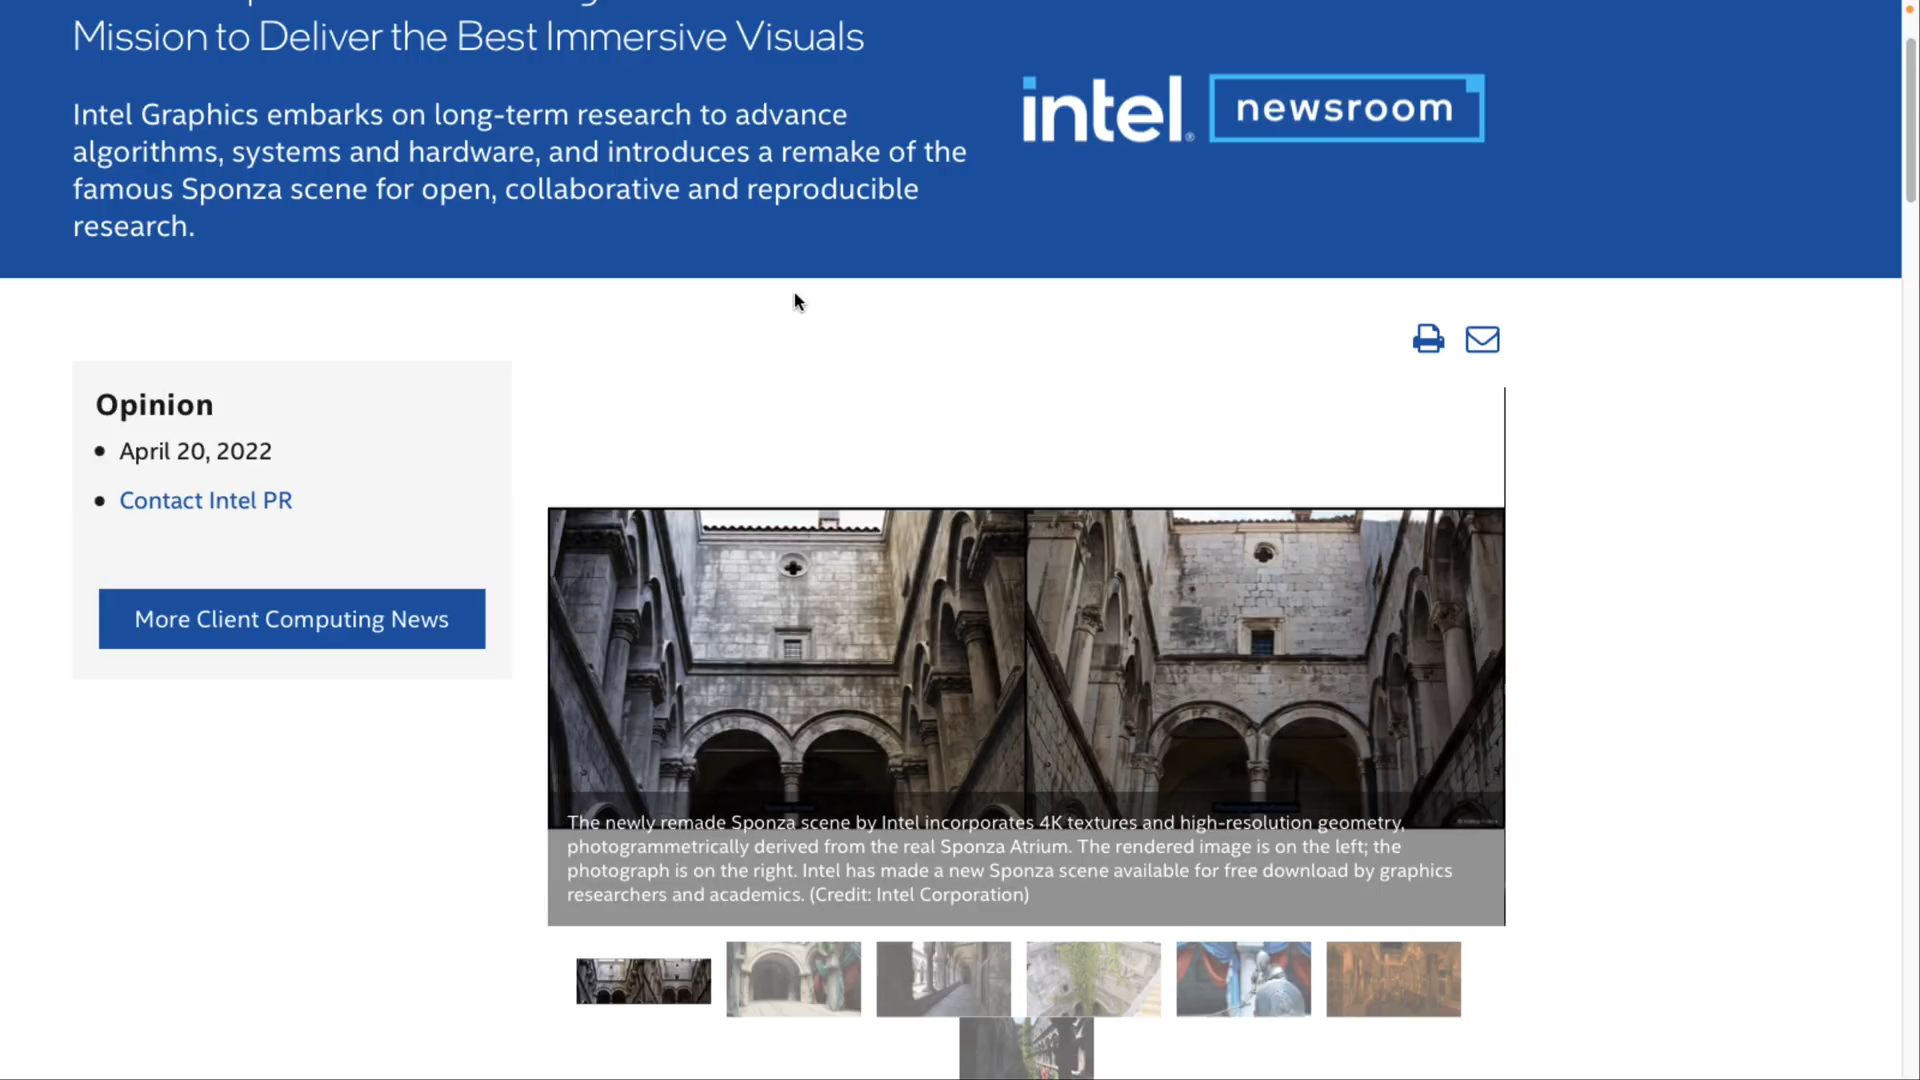 Mission to Deliver the Best Immersive Visuals
Intel Graphics embarks on long-term research to advance
algorithms, systems and hardware, and introduces a remake of the
famous Sponza scene for open, collaborative and reproducible
research.
intel®
newsroom
Opinion
April 20, 2022
Contact Intel PR
More Client Computing News
The newly remade Sponza scene by Intel incorporates 4K textures and high-resolution geometry,
photogrammetrically derived from the real Sponza Atrium. The rendered image is on the left; the
photograph is on the right. Intel has made a new Sponza scene available for free download by graphics
researchers and academics. (Credit: Intel Corporation)